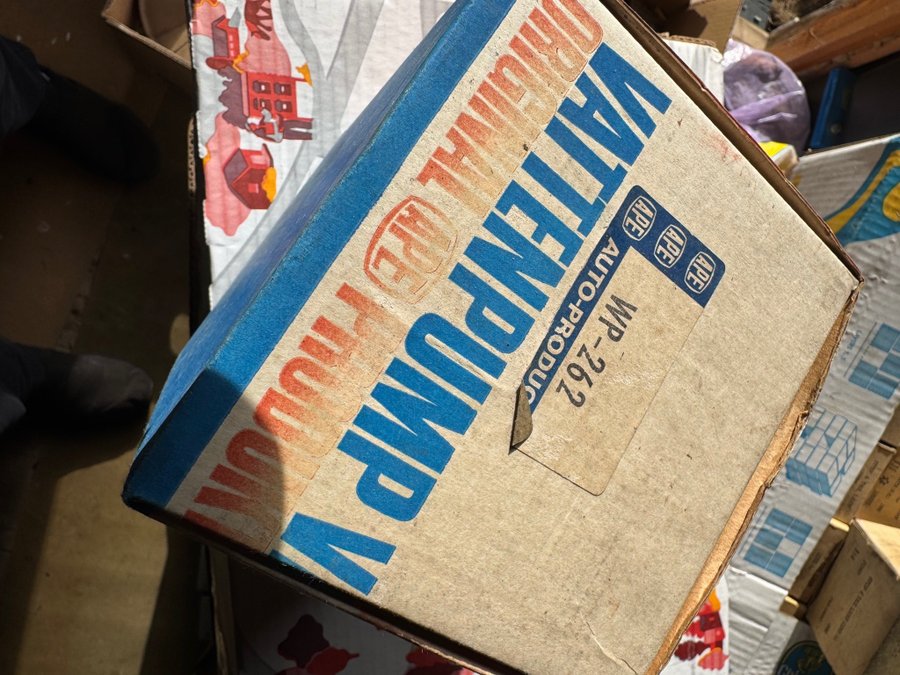 ORIGINAL APE PRODUKT
VATTENPUMP V
APE APE APE
AUTO-PRODUC
WP-262